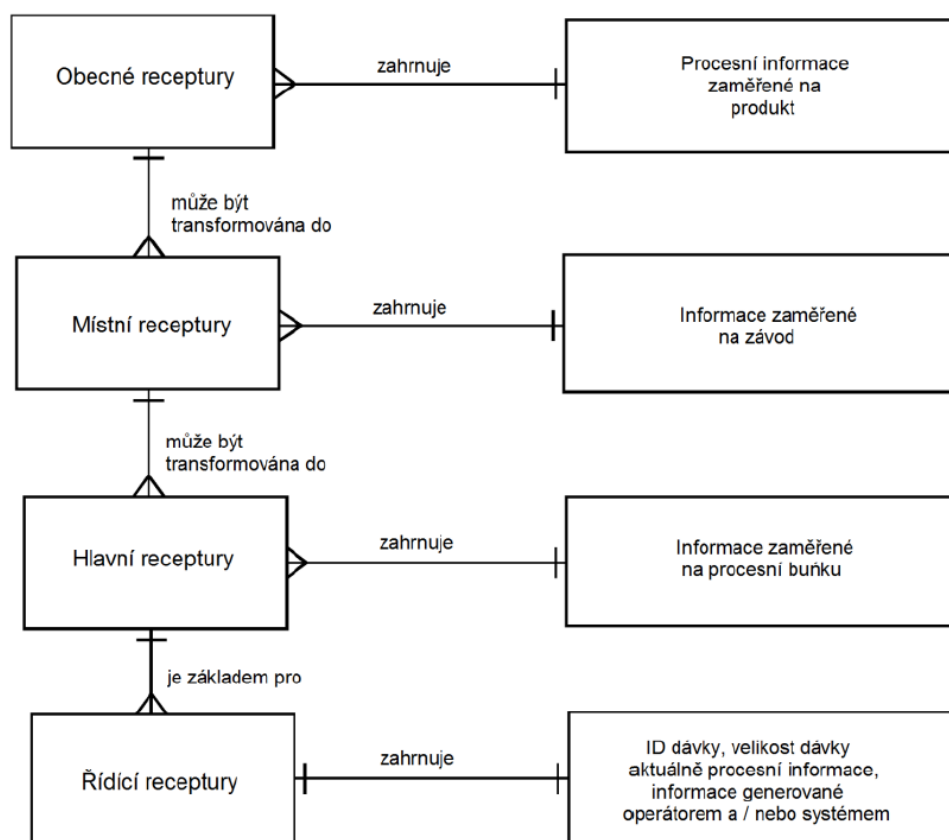 Obecné receptury
zahrnuje
Procesní informace
zaměřené na
produkt
může být
transformována do
Místní receptury
zahrnuje
Informace zaměřené
na závod
může být
transformována do
Hlavní receptury
zahrnuje
Informace zaměřené
na procesní buňku
je základem pro
Řídící receptury
zahrnuje
ID dávky, velikost dávky
aktuálně procesní informace,
informace generované
operátorem a / nebo systémem